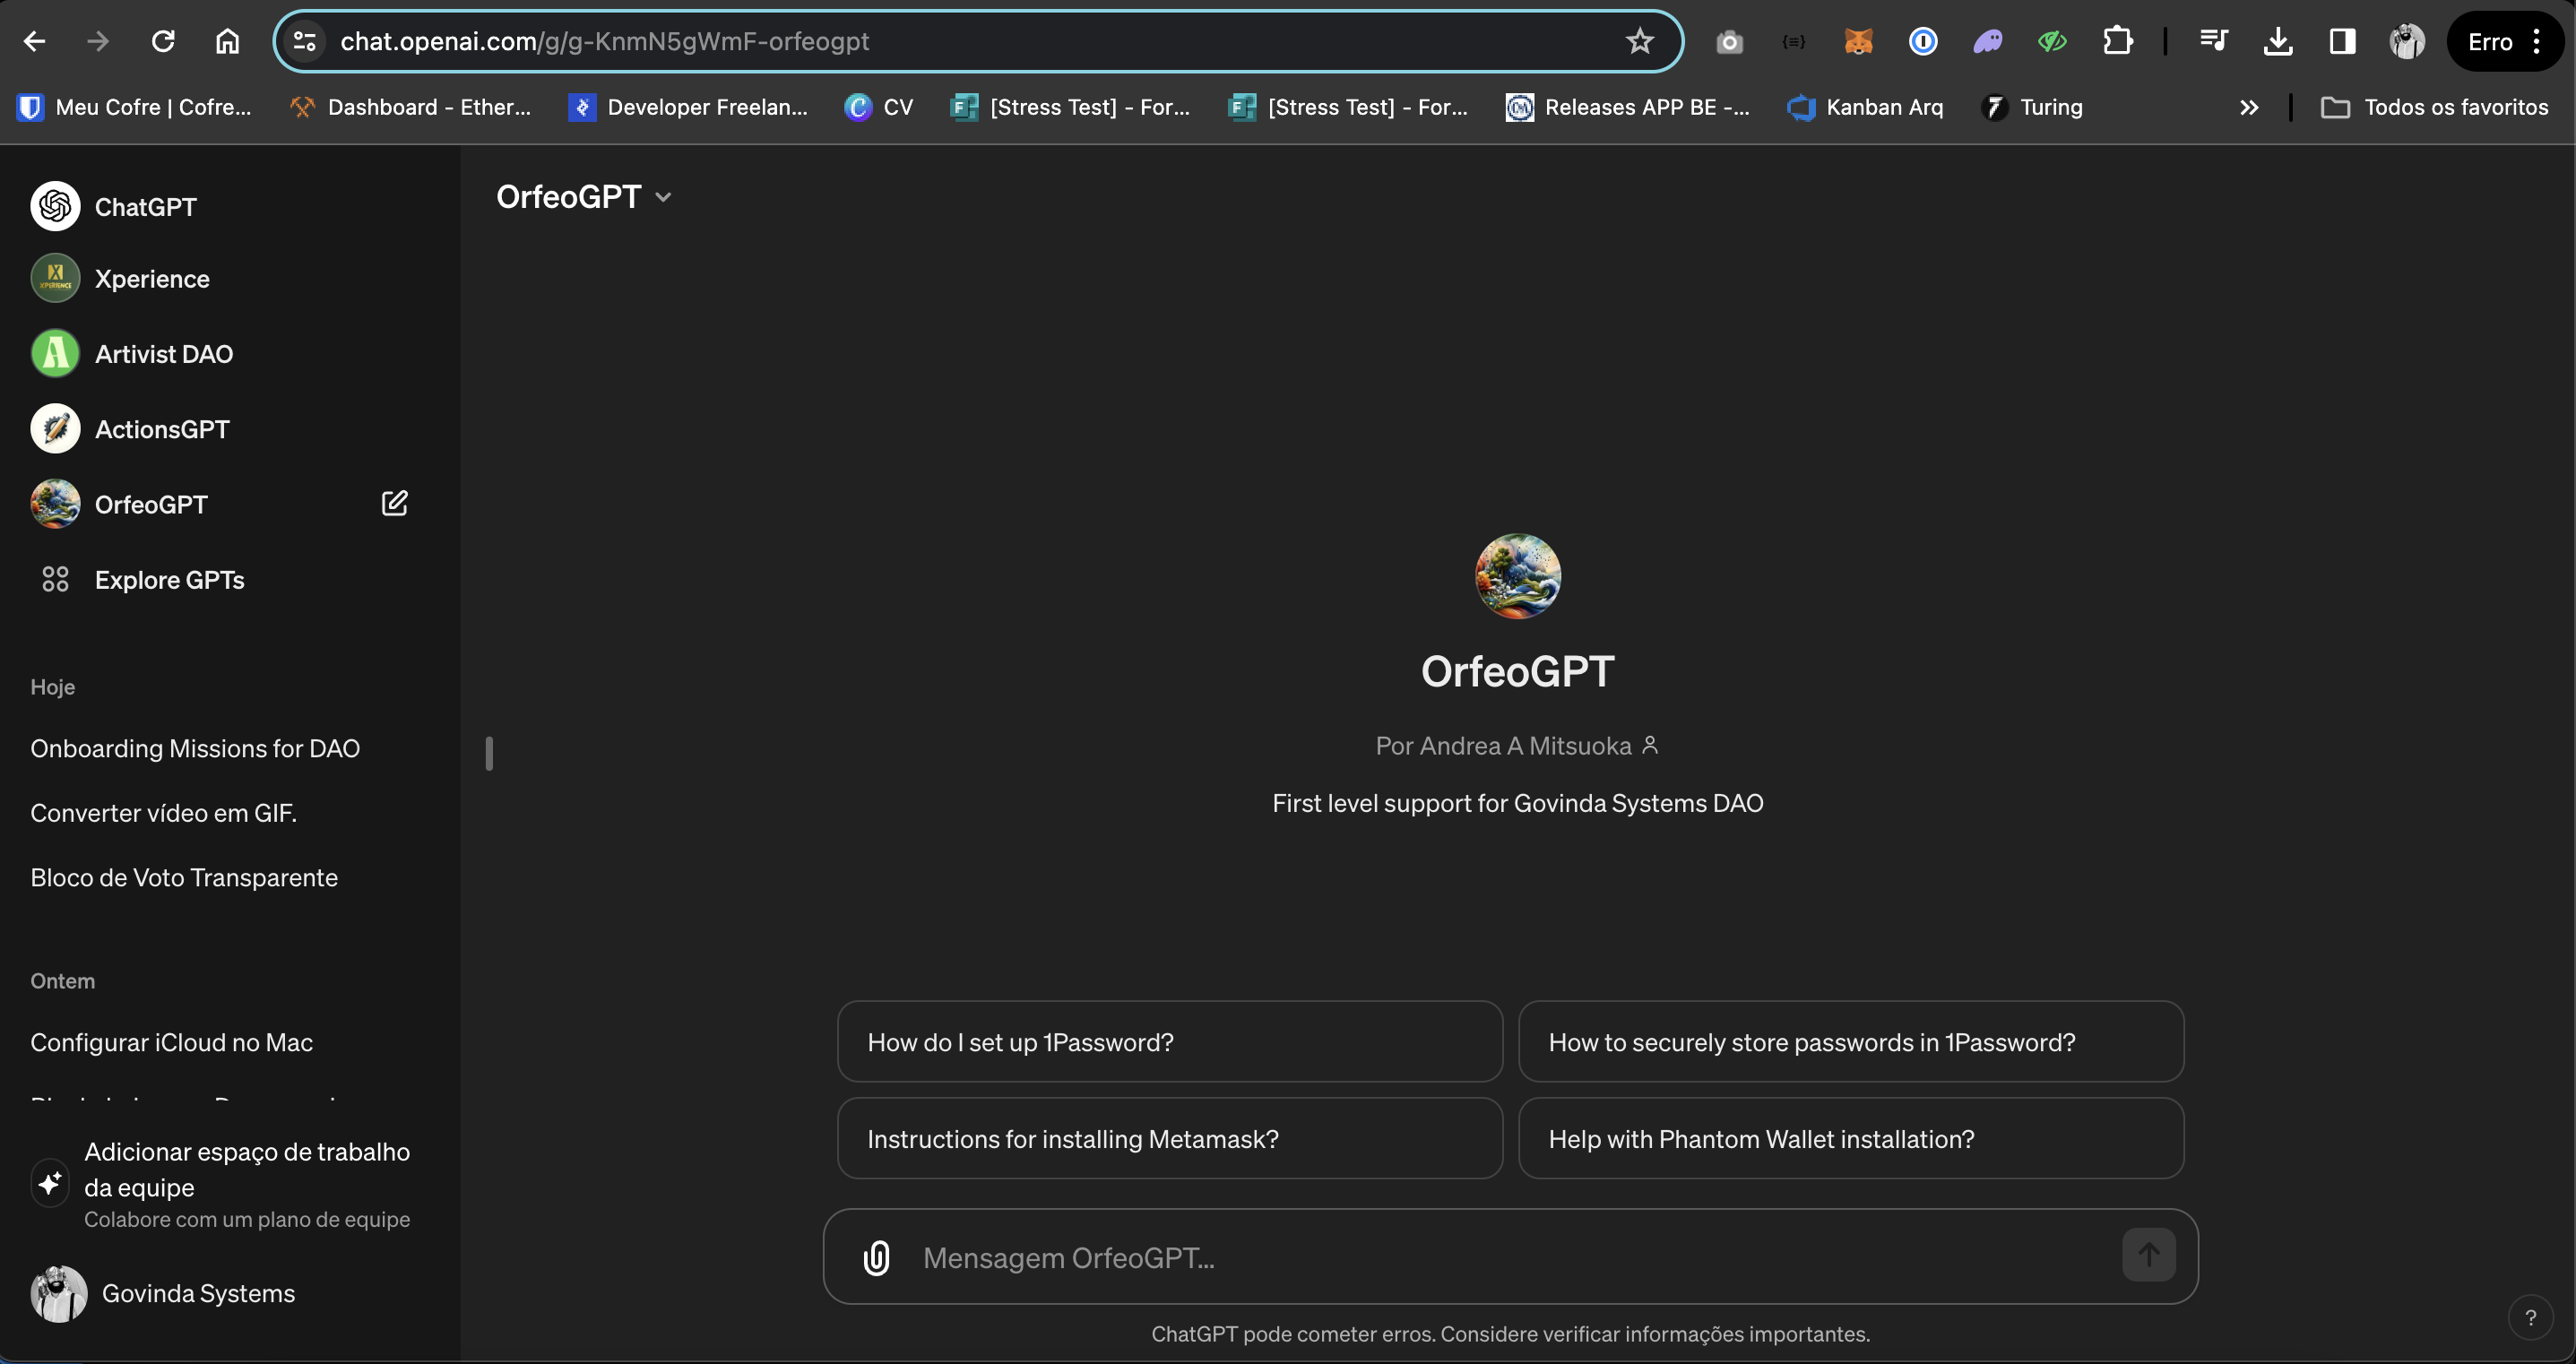 chat.openai.com/g/g-KnmN5gWmF-orfeogpt
Erro
Meu Cofre | Cofre...
Dashboard - Ether...
Developer Freelan...
CV
[Stress Test] - For...
[Stress Test] - For...
Releases APP BE -...
Kanban Arq
Turing
Todos os favoritos
ChatGPT
Xperience
Artivist DAO
ActionsGPT
OrfeoGPT
Explore GPTs
Hoje
Onboarding Missions for DAO
Converter vídeo em GIF.
Bloco de Voto Transparente
Ontem
Configurar iCloud no Mac
Adicionar espaço de trabalho
da equipe
Colabore com um plano de equipe
Govinda Systems
OrfeoGPT
OrfeoGPT
Por Andrea A Mitsuoka
First level support for Govinda Systems DAO
How do I set up 1Password?
How to securely store passwords in 1Password?
Instructions for installing Metamask?
Help with Phantom Wallet installation?
Mensagem OrfeoGPT...
ChatGPT pode cometer erros. Considere verificar informações importantes.
?